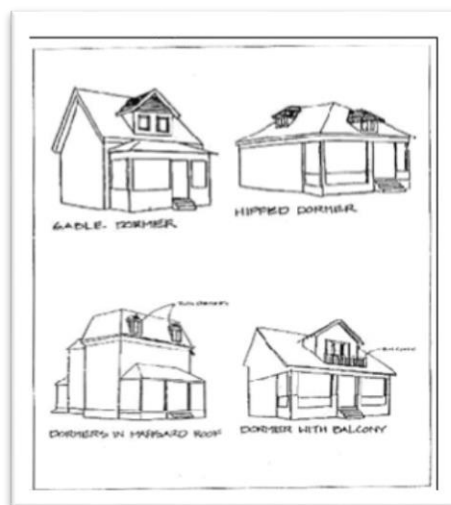 GABLE DORMER
HIPPED DORMER
DORMERS IN MANSARD ROOF
DORMER WITH BALCONY